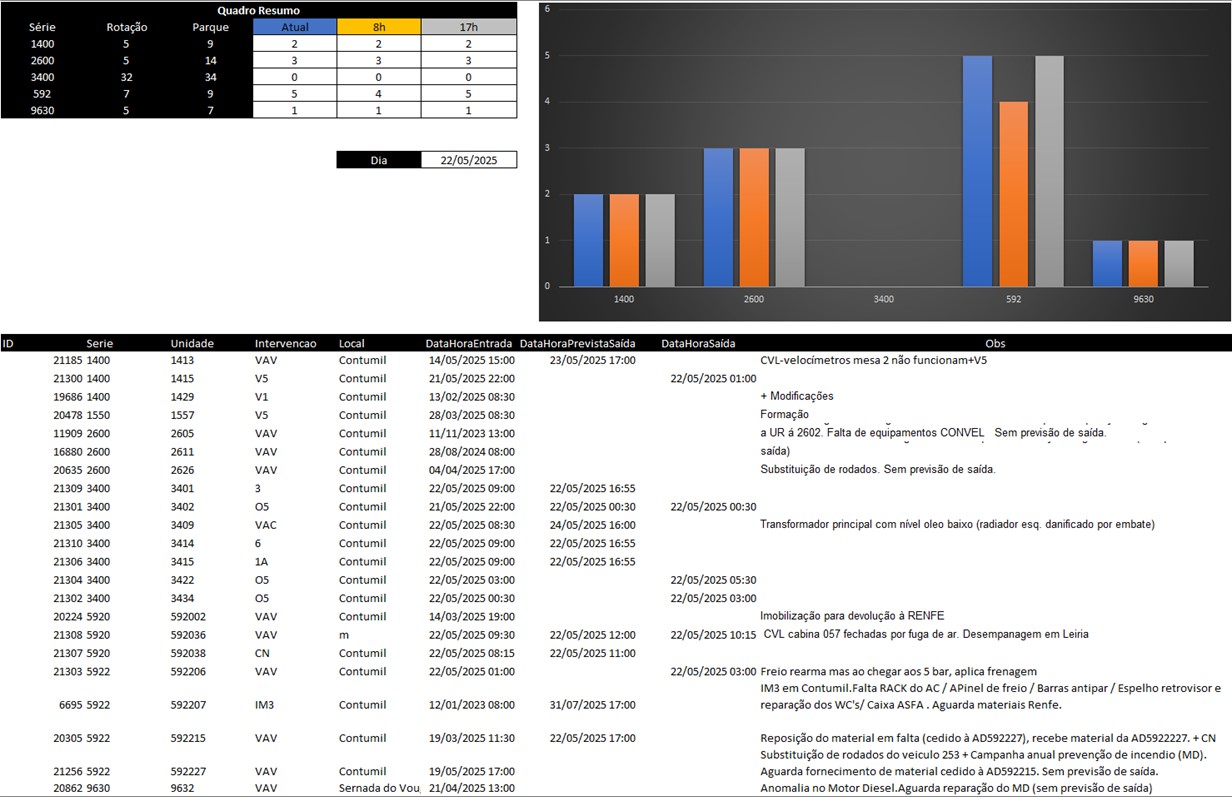 Quadro Resumo
Série Rotação Parque Atual 8h 17h
1400 5 9 2 2 2
2600 5 14 3 3 3
3400 32 34 0 0 0
592 7 9 5 4 5
9630 5 7 1 1 1
Dia 22/05/2025
6
5
4
3
2
1
0
1400 2600 3400 592 9630
ID Serie Unidade Intervencao Local DataHoraEntrada DataHoraPrevistaSaída DataHoraSaída Obs
21185 1400 1413 VAV Contumil 14/05/2025 15:00 23/05/2025 17:00 CVL-velocímetros mesa 2 não funcionam+V5
21300 1400 1415 V5 Contumil 21/05/2025 22:00 22/05/2025 01:00
19686 1400 1429 V1 Contumil 13/02/2025 08:30 + Modificações
20478 1550 1557 V5 Contumil 28/03/2025 08:30 Formação
11909 2600 2605 VAV Contumil 11/11/2023 13:00 a UR á 2602. Falta de equipamentos CONVEL Sem previsão de saída.
16880 2600 2611 VAV Contumil 28/08/2024 08:00 saída)
20635 2600 2626 VAV Contumil 04/04/2025 17:00 Substituição de rodados. Sem previsão de saída.
21309 3400 3401 3 Contumil 22/05/2025 09:00 22/05/2025 16:55
21301 3400 3402 O5 Contumil 21/05/2025 22:00 22/05/2025 00:30 22/05/2025 00:30
21305 3400 3409 VAC Contumil 22/05/2025 08:30 24/05/2025 16:00 Transformador principal com nível oleo baixo (radiador esq. danificado por embate)
21310 3400 3414 6 Contumil 22/05/2025 09:00 22/05/2025 16:55
21306 3400 3415 1A Contumil 22/05/2025 09:00 22/05/2025 16:55
21304 3400 3422 O5 Contumil 22/05/2025 03:00 22/05/2025 05:30
21302 3400 3434 O5 Contumil 22/05/2025 00:30 22/05/2025 03:00
20224 5920 592002 VAV Contumil 14/03/2025 19:00 Imobilização para devolução à RENFE
21308 5920 592036 VAV m 22/05/2025 09:30 22/05/2025 12:00 22/05/2025 10:15 CVL cabina 057 fechadas por fuga de ar. Desempanagem em Leiria
21307 5920 592038 CN Contumil 22/05/2025 08:15 22/05/2025 11:00
21303 5922 592206 VAV Contumil 22/05/2025 01:00 22/05/2025 03:00 Freio rearma mas ao chegar aos 5 bar, aplica frenagem
IM3 em Contumil.Falta RACK do AC / APinel de freio / Barras antipar / Espelho retrovisor e
6695 5922 592207 IM3 Contumil 12/01/2023 08:00 31/07/2025 17:00 reparação dos WC's/ Caixa ASFA . Aguarda materiais Renfe.
20305 5922 592215 VAV Contumil 19/03/2025 11:30 22/05/2025 17:00 Reposição do material em falta (cedido à AD592227), recebe material da AD5922227. + CN
Substituição de rodados do veiculo 253 + Campanha anual prevenção de incendio (MD).
21256 5922 592227 VAV Contumil 19/05/2025 17:00 Aguarda fornecimento de material cedido à AD592215. Sem previsão de saída.
20862 9630 9632 VAV Sernada do Vou 21/04/2025 13:00 Anomalia no Motor Diesel.Aguarda reparação do MD (sem previsão de saída)